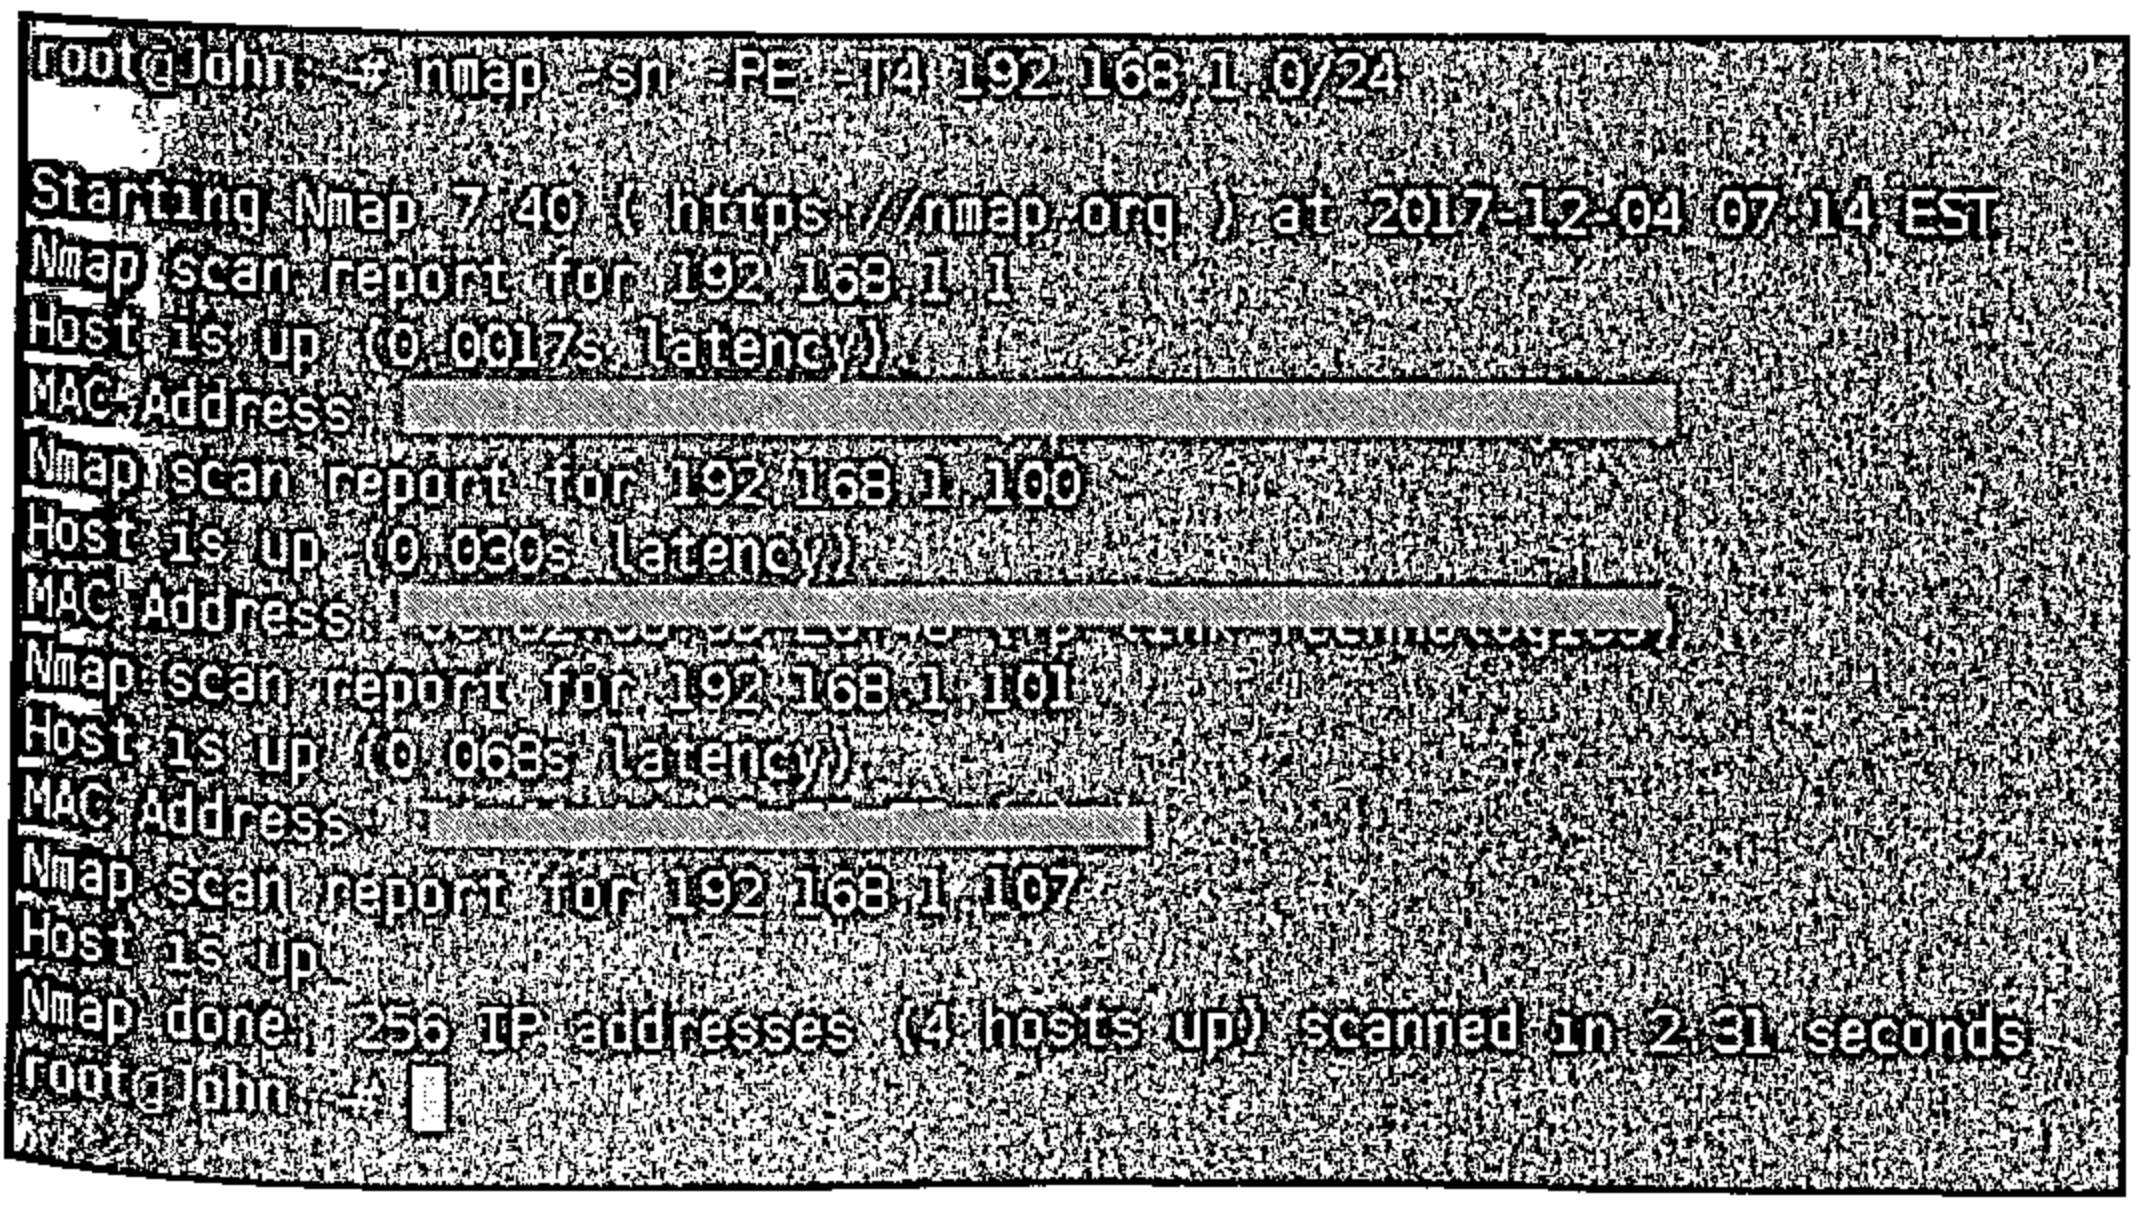 root@John:~# nmap -sn -PE -T4 192.168.1.0/24
Starting Nmap 7.40 ( https://nmap.org ) at 2017-12-04 07:14 EST
Nmap scan report for 192.168.1.1
Host is up (0.0017s latency).
MAC Address:
Nmap scan report for 192.168.1.100
Host is up (0.030s latency).
MAC Address:
Nmap scan report for 192.168.1.101
Host is up (0.068s latency).
MAC Address:
Nmap scan report for 192.168.1.107
Host is up.
Nmap done: 256 IP addresses (4 hosts up) scanned in 2.31 seconds
root@John:~#